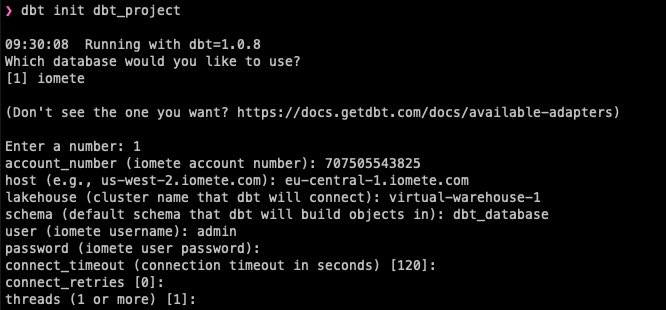 ❯ dbt init dbt_project
09:30:08  Running with dbt=1.0.8
Which database would you like to use?
[1] iomete
(Don't see the one you want? https://docs.getdbt.com/docs/available-adapters)
Enter a number: 1
account_number (iomete account number): 707505543825
host (e.g., us-west-2.iomete.com): eu-central-1.iomete.com
lakehouse (cluster name that dbt will connect): virtual-warehouse-1
schema (default schema that dbt will build objects in): dbt_database
user (iomete username): admin
password (iomete user password):
connect_timeout (connection timeout in seconds) [120]:
connect_retries [0]:
threads (1 or more) [1]: